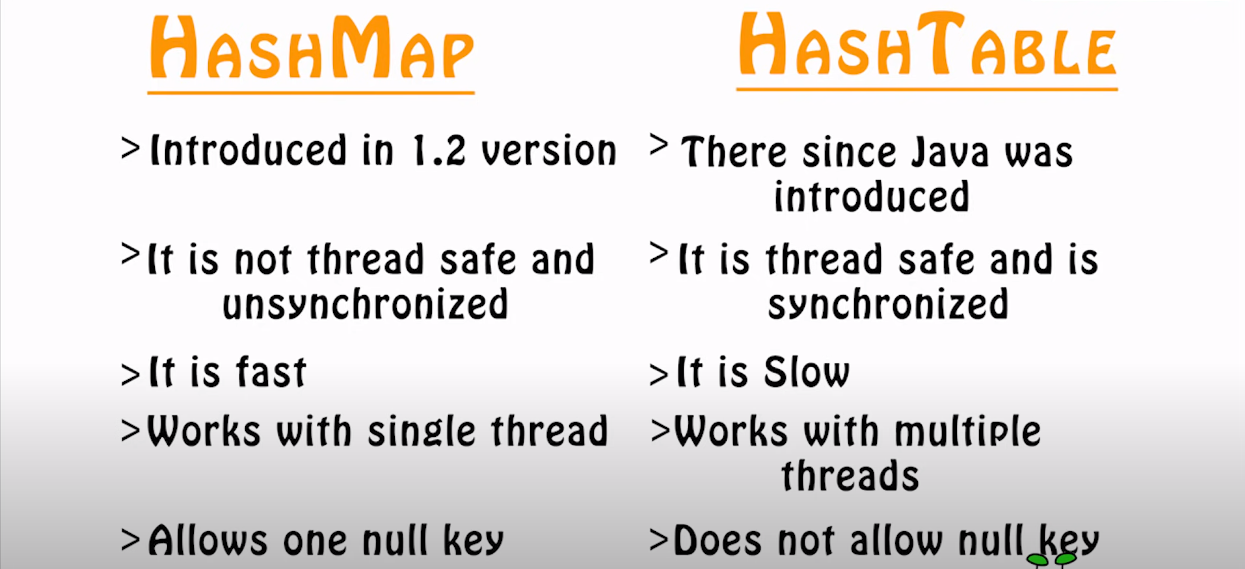 HashMap
> Introduced in 1.2 version
> It is not thread safe and
unsynchronized
> It is fast
> Works with single thread
> Allows one null key
HashTable
> There since Java was
introduced
> It is thread safe and is
synchronized
> It is Slow
> Works with multiple
threads
> Does not allow null key